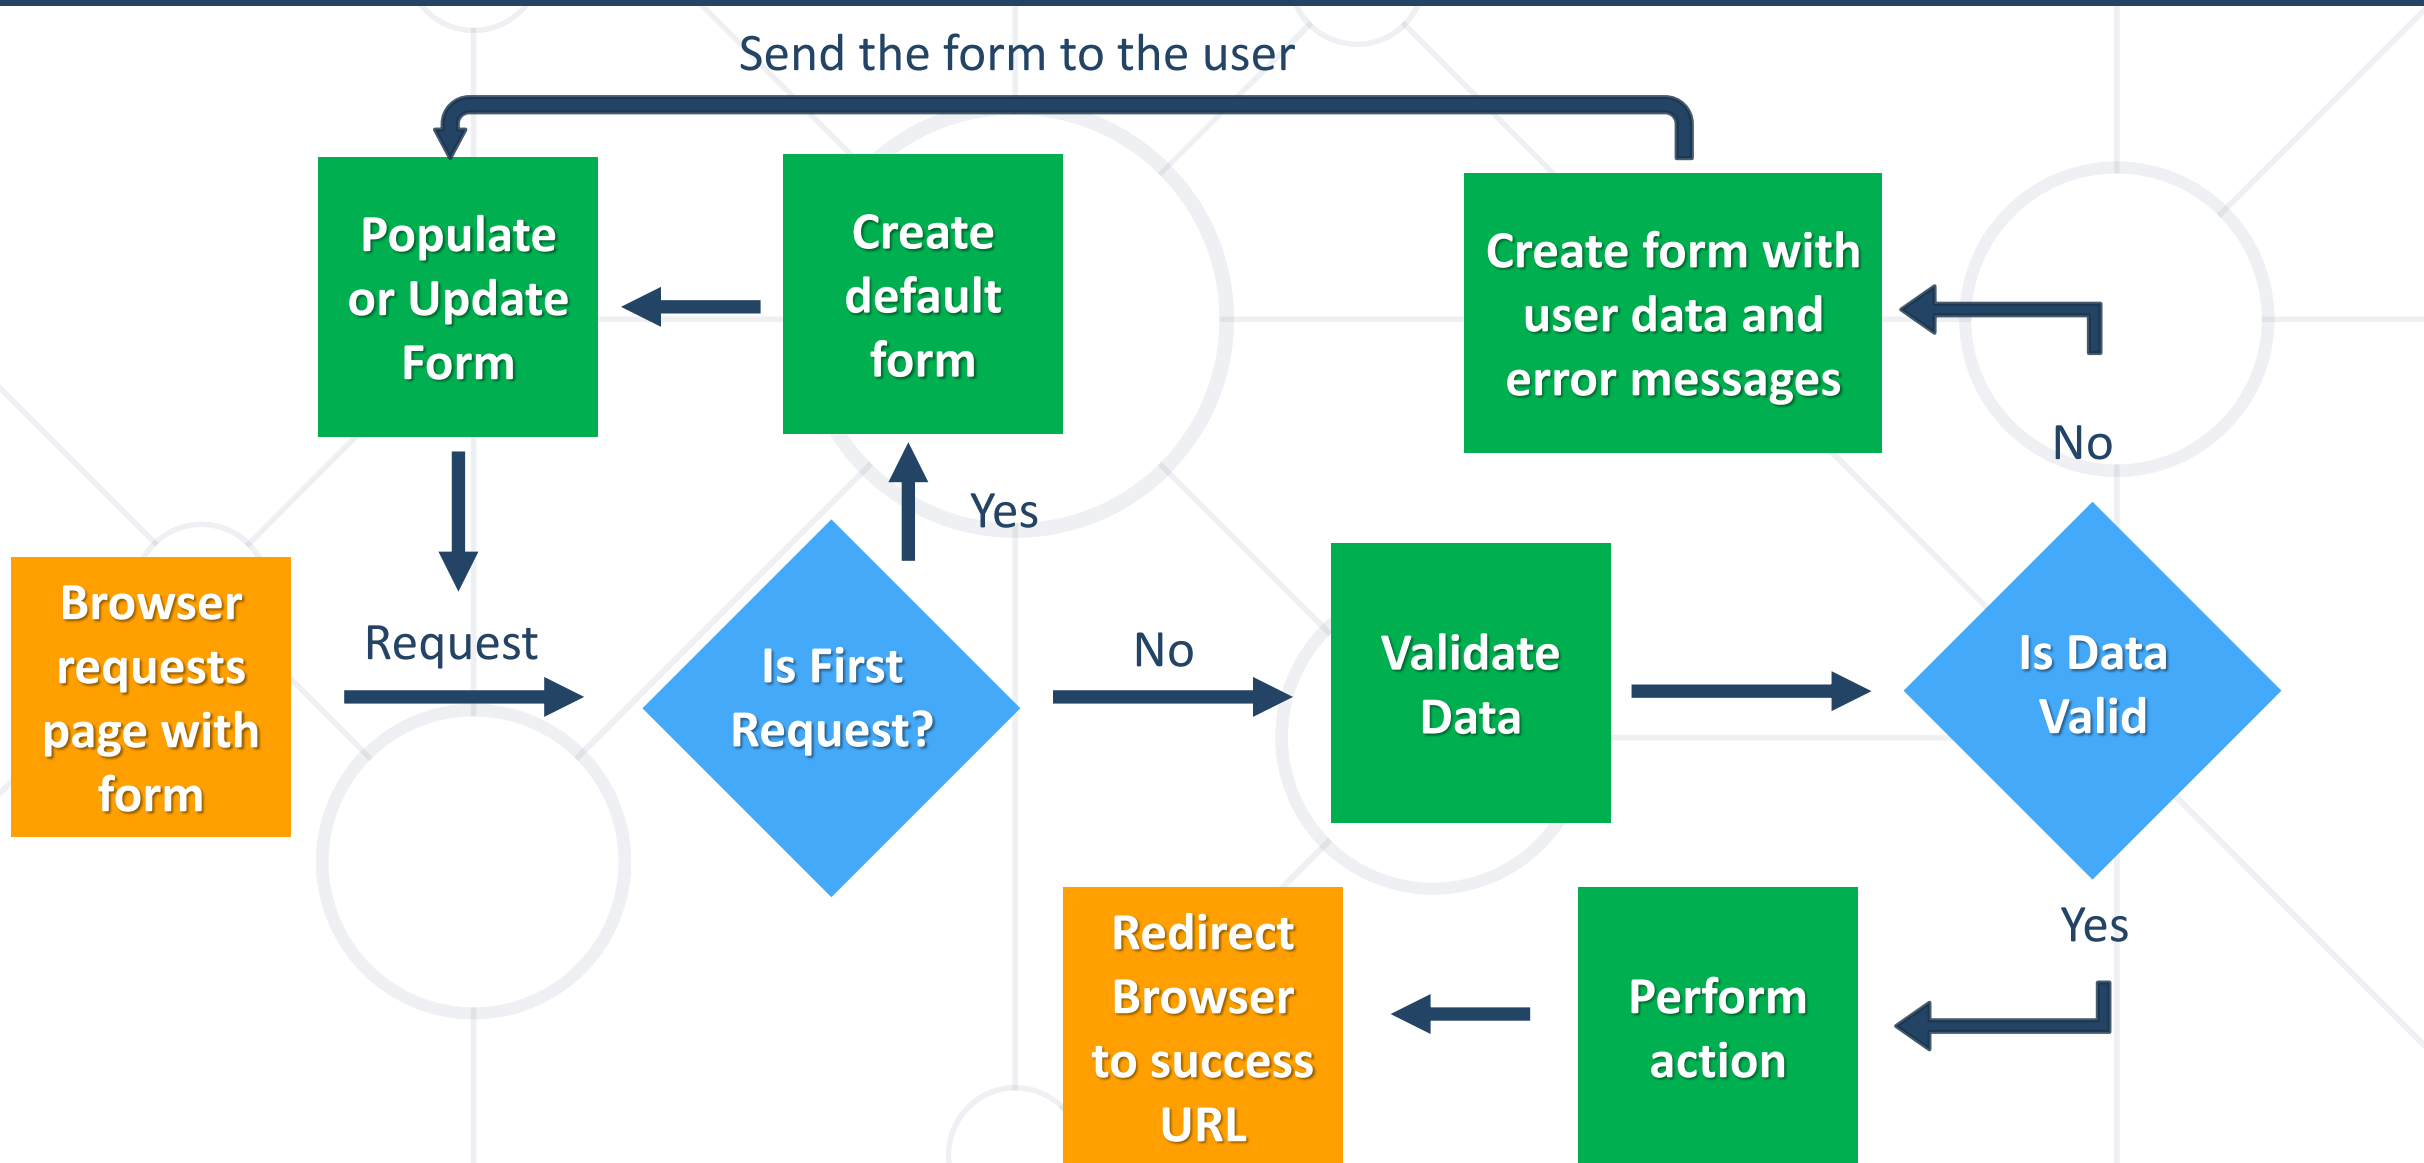 Send the form to the user
Populate
or Update
Form
Create
default
form
Create form with
user data and
error messages
No
Yes
Browser
requests
page with
form
Request
Is First
Request?
No
Validate
Data
Is Data
Valid
Yes
Perform
action
Redirect
Browser
to success
URL